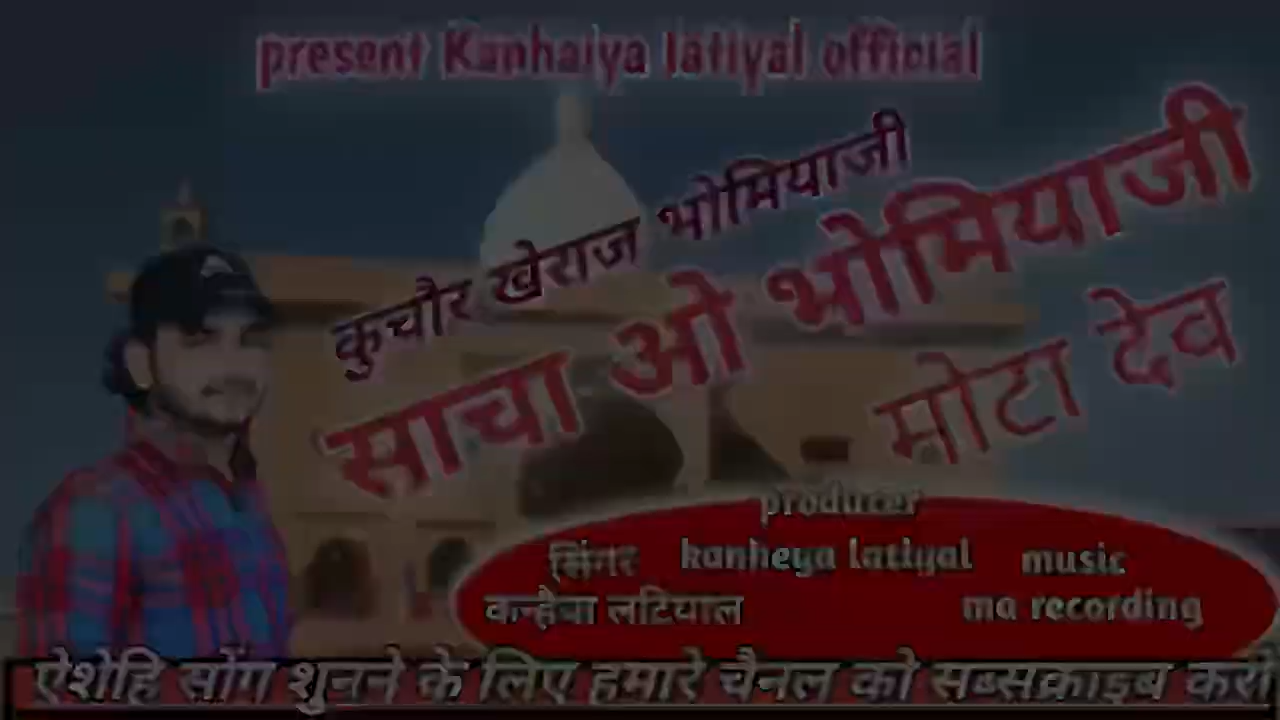 present Kanhaiya latiyal official
कुचौर खेराज भोमियाजी
साचा ओ भोमियाजी
मोटा देव
producer
सिंगर kanheya latiyal music
कन्हैया लटियाल ma recording
ऐशेहि सोंग शुनने के लिए हमारे चैनल को सब्सक्राइब करो